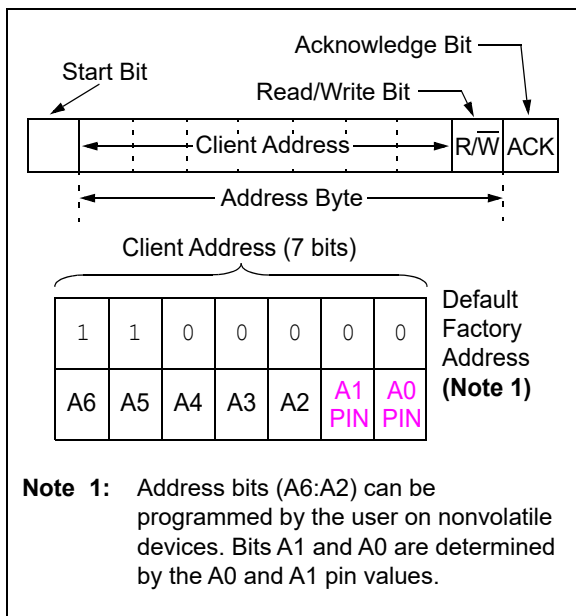 Acknowledge Bit
Start Bit
Read/Write Bit
Client Address
R/W̅
ACK
Address Byte
Client Address (7 bits)
1 1 0 0 0 0 0
Default
Factory
Address
(Note 1)
A6 A5 A4 A3 A2 A1 PIN A0 PIN
Note 1: Address bits (A6:A2) can be
programmed by the user on nonvolatile
devices. Bits A1 and A0 are determined
by the A0 and A1 pin values.